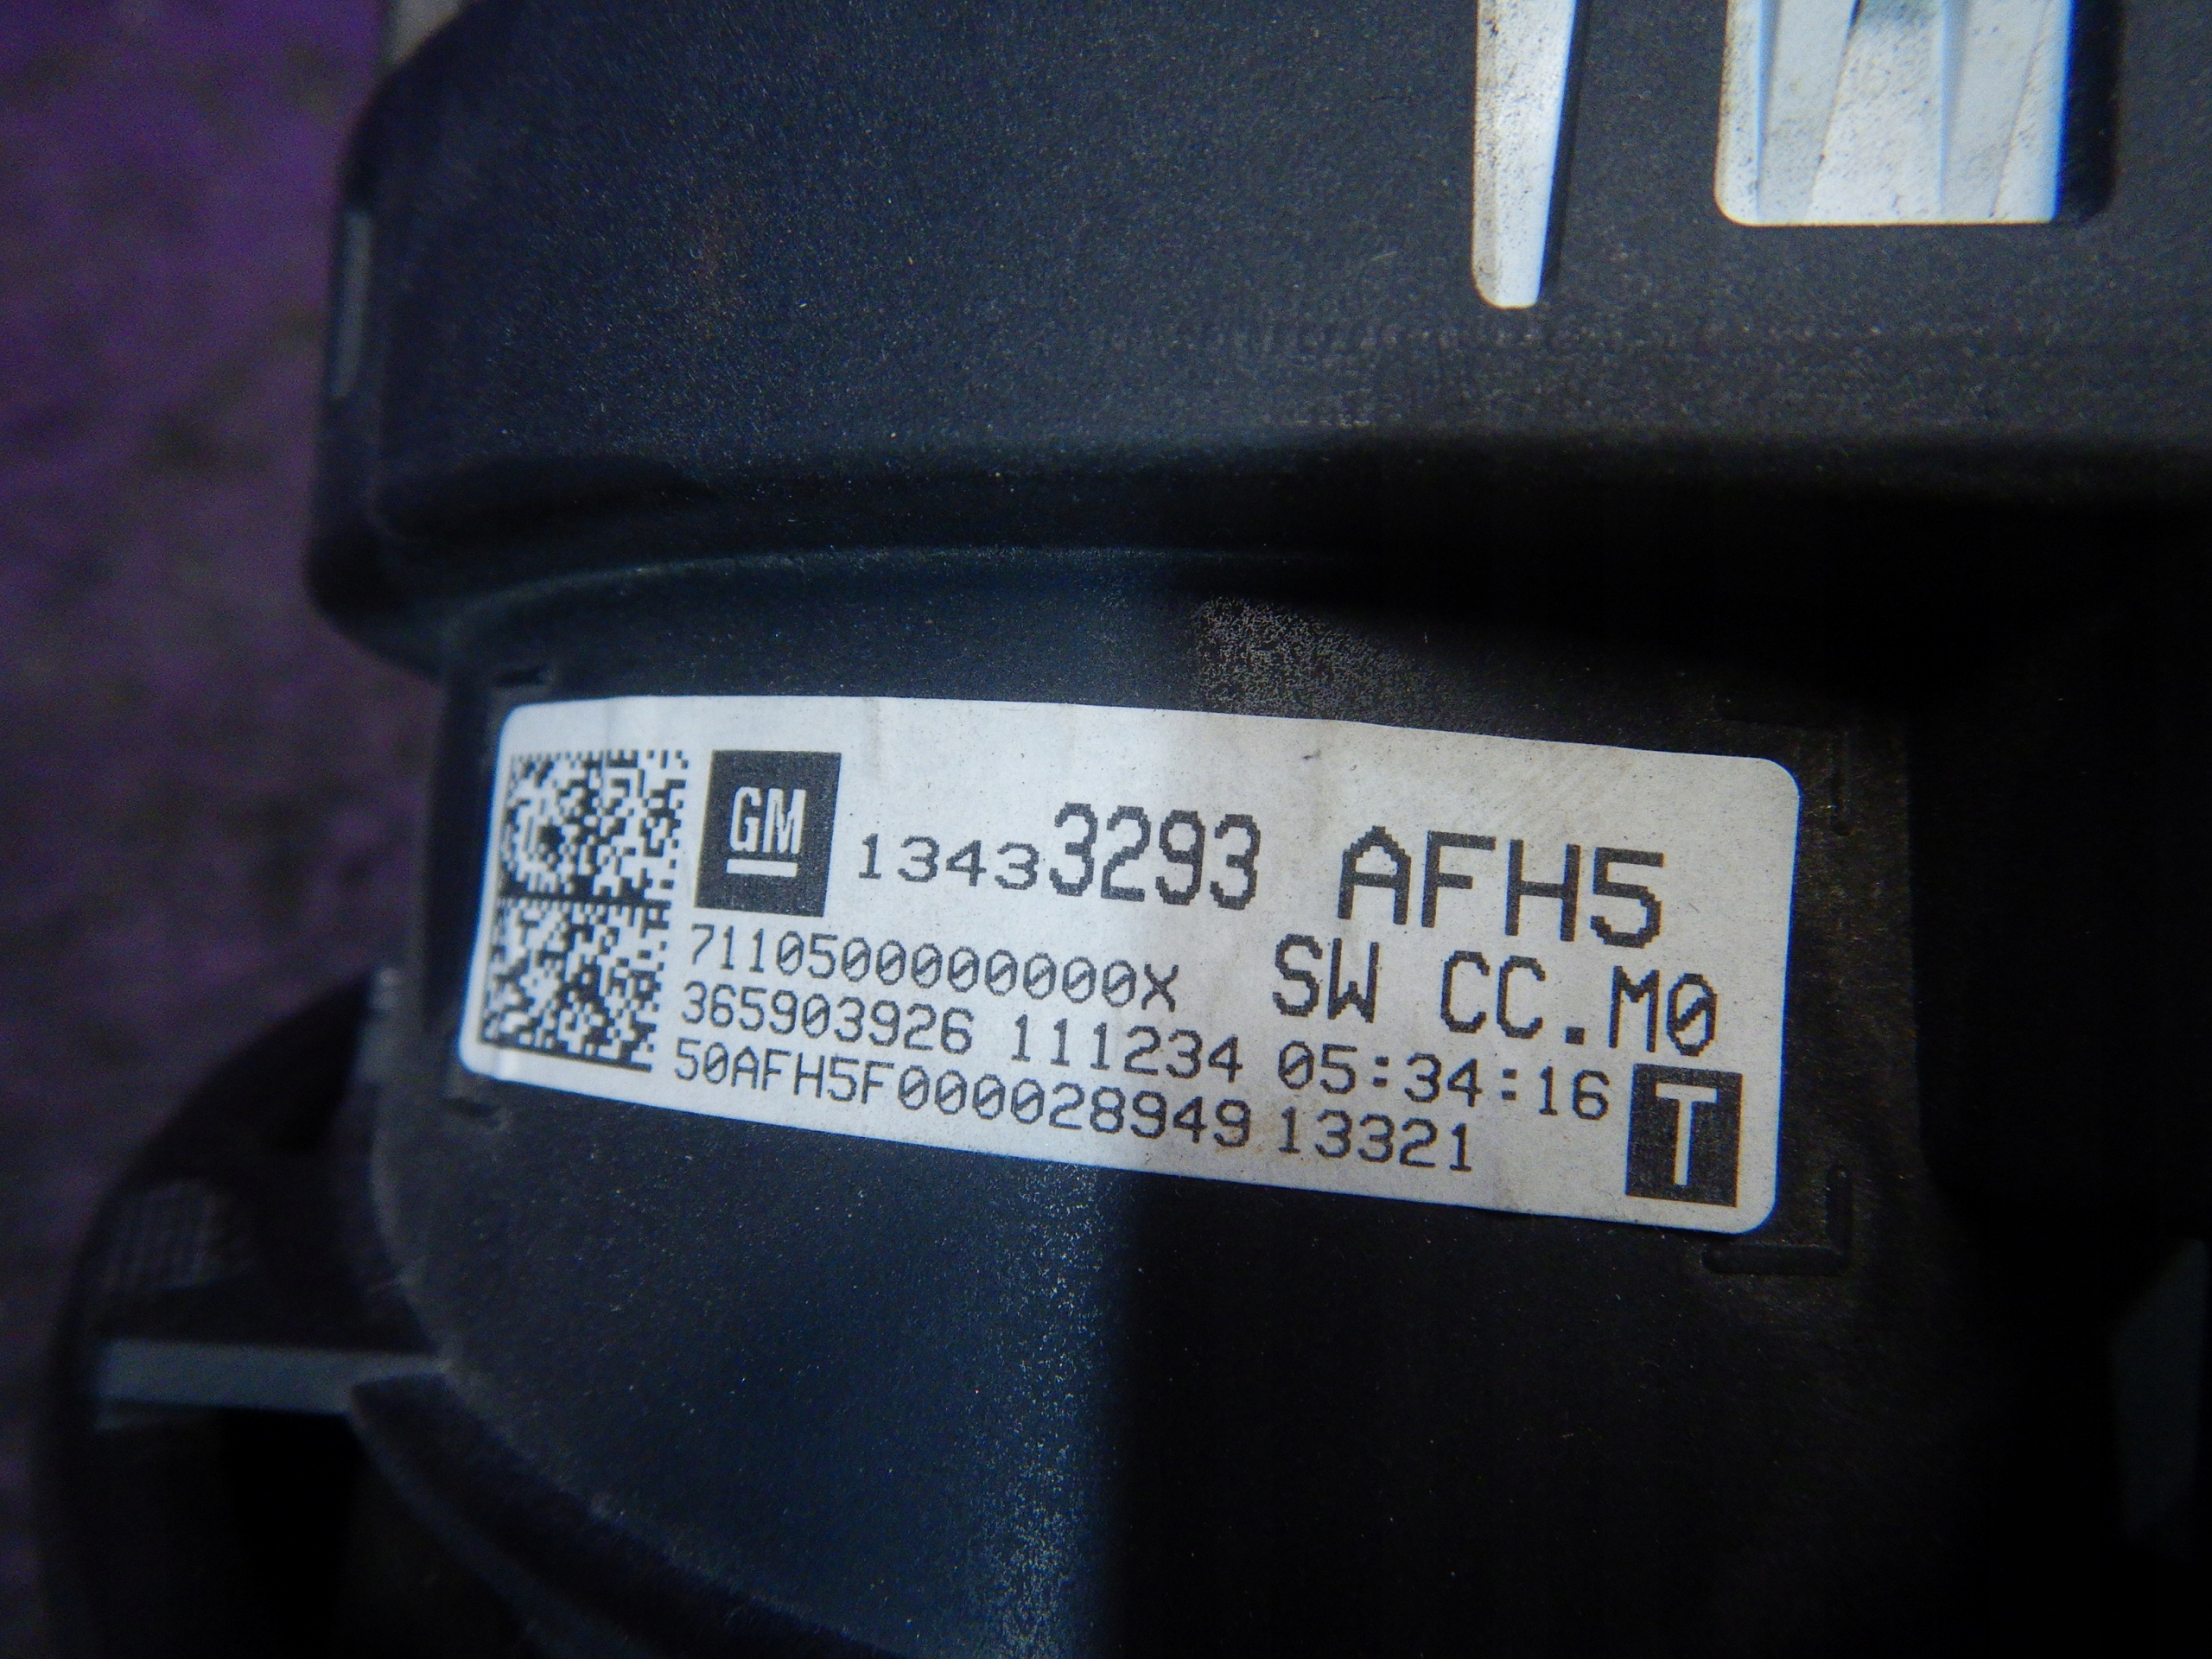 GM 13433293 AFH5
7110500000000X SW CC.M0
365903926 111234 05:34:16
50AFH5F000028949 13321 T